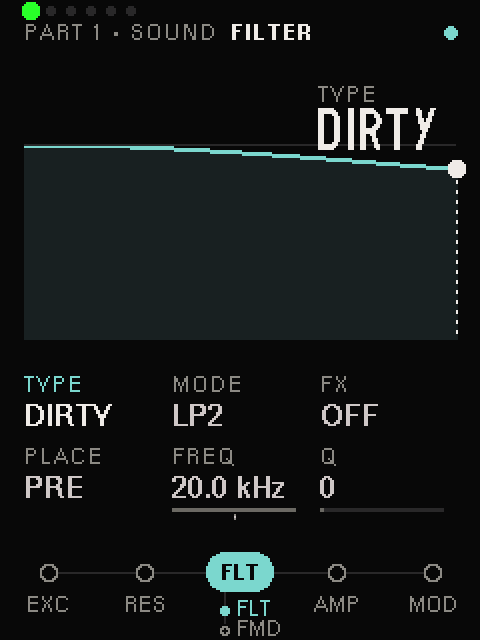 PART 1 · SOUND FILTER
TYPE
DIRTY
TYPE MODE FX
DIRTY LP2 OFF
PLACE FREQ Q
PRE 20.0 kHz 0
FLT
EXC RES FLT AMP MOD
FMD